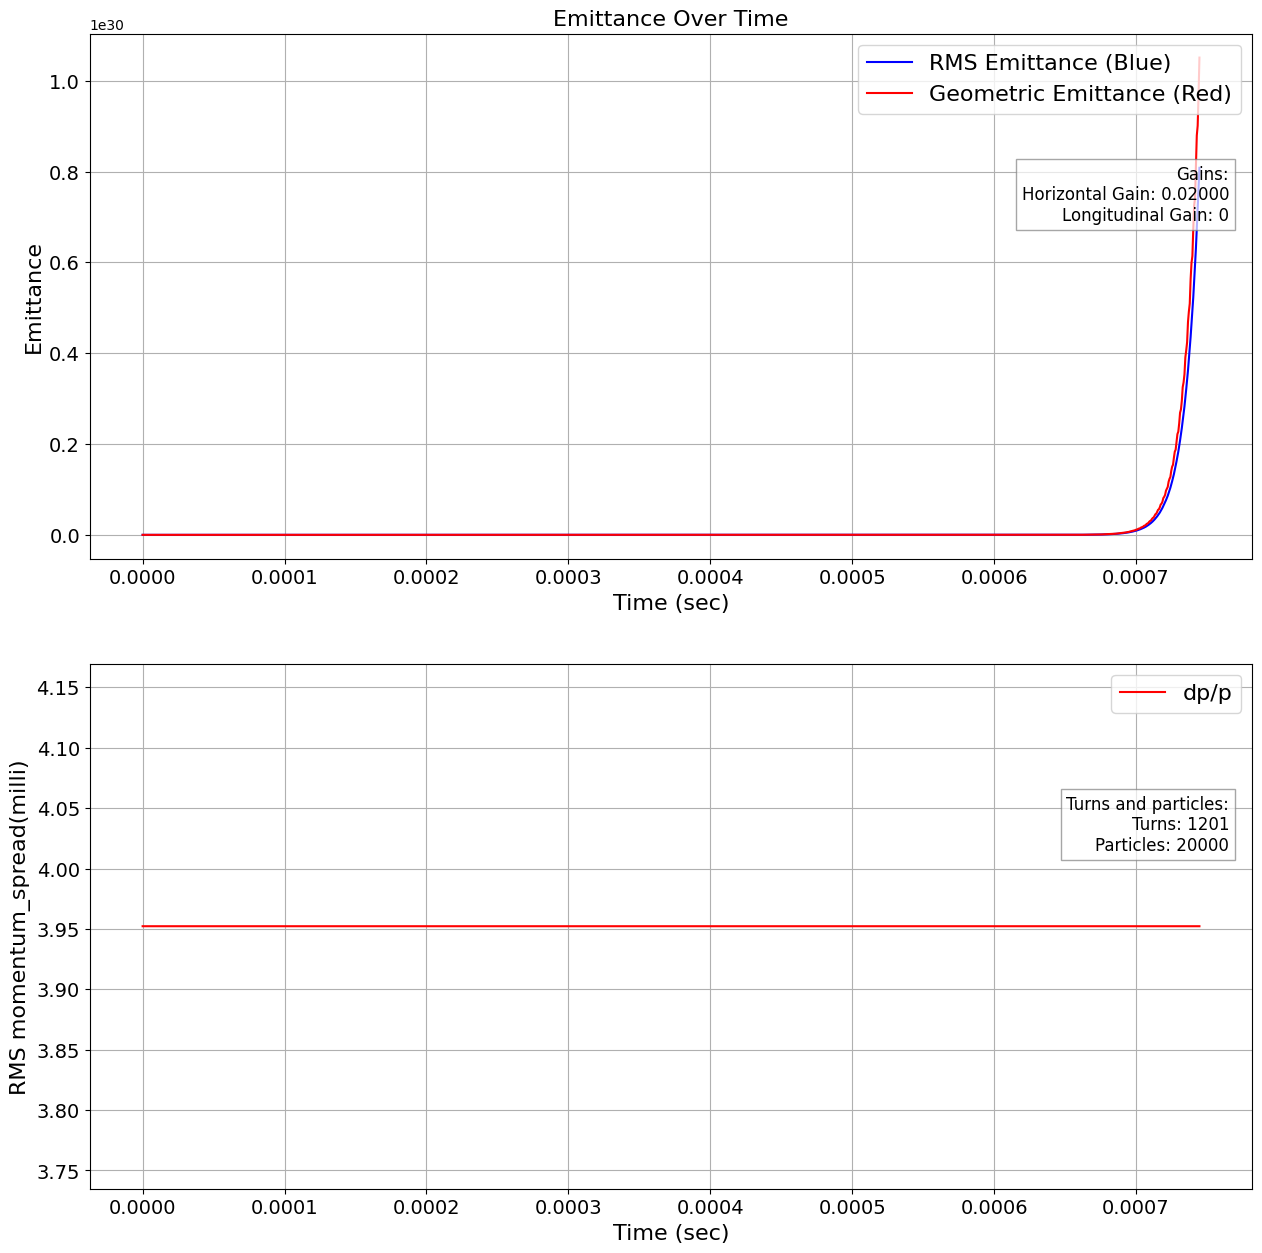 Emittance Over Time
1e30
RMS Emittance (Blue)
Geometric Emittance (Red)
Gains:
Horizontal Gain: 0.02000
Longitudinal Gain: 0
Emittance
1.0
0.8
0.6
0.4
0.2
0.0
0.0000 0.0001 0.0002 0.0003 0.0004 0.0005 0.0006 0.0007
Time (sec)
dp/p
Turns and particles:
Turns: 1201
Particles: 20000
RMS momentum_spread(milli)
4.15
4.10
4.05
4.00
3.95
3.90
3.85
3.80
3.75
0.0000 0.0001 0.0002 0.0003 0.0004 0.0005 0.0006 0.0007
Time (sec)